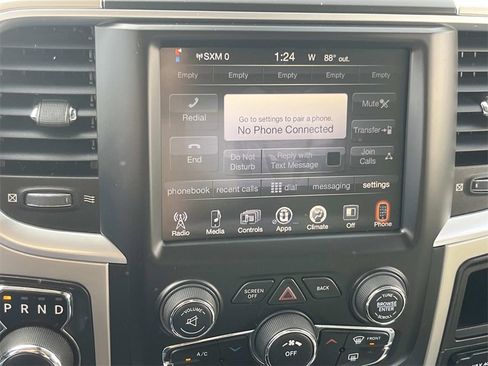 SXM 0 1:24 W 88° out.
Empty Empty Empty Empty Empty
Redial
Go to settings to pair a phone.
No Phone Connected
Mute
Transfer
End
Do Not Disturb
Reply with Text Message
Join Calls
phonebook recent calls dial messaging settings
Radio Media Controls Apps Climate Off Phone
SCREEN OFF
BACK
VOLUME
TUNE
BROWSE ENTER
SCROLL
P R N D
A/C
OFF
FRONT